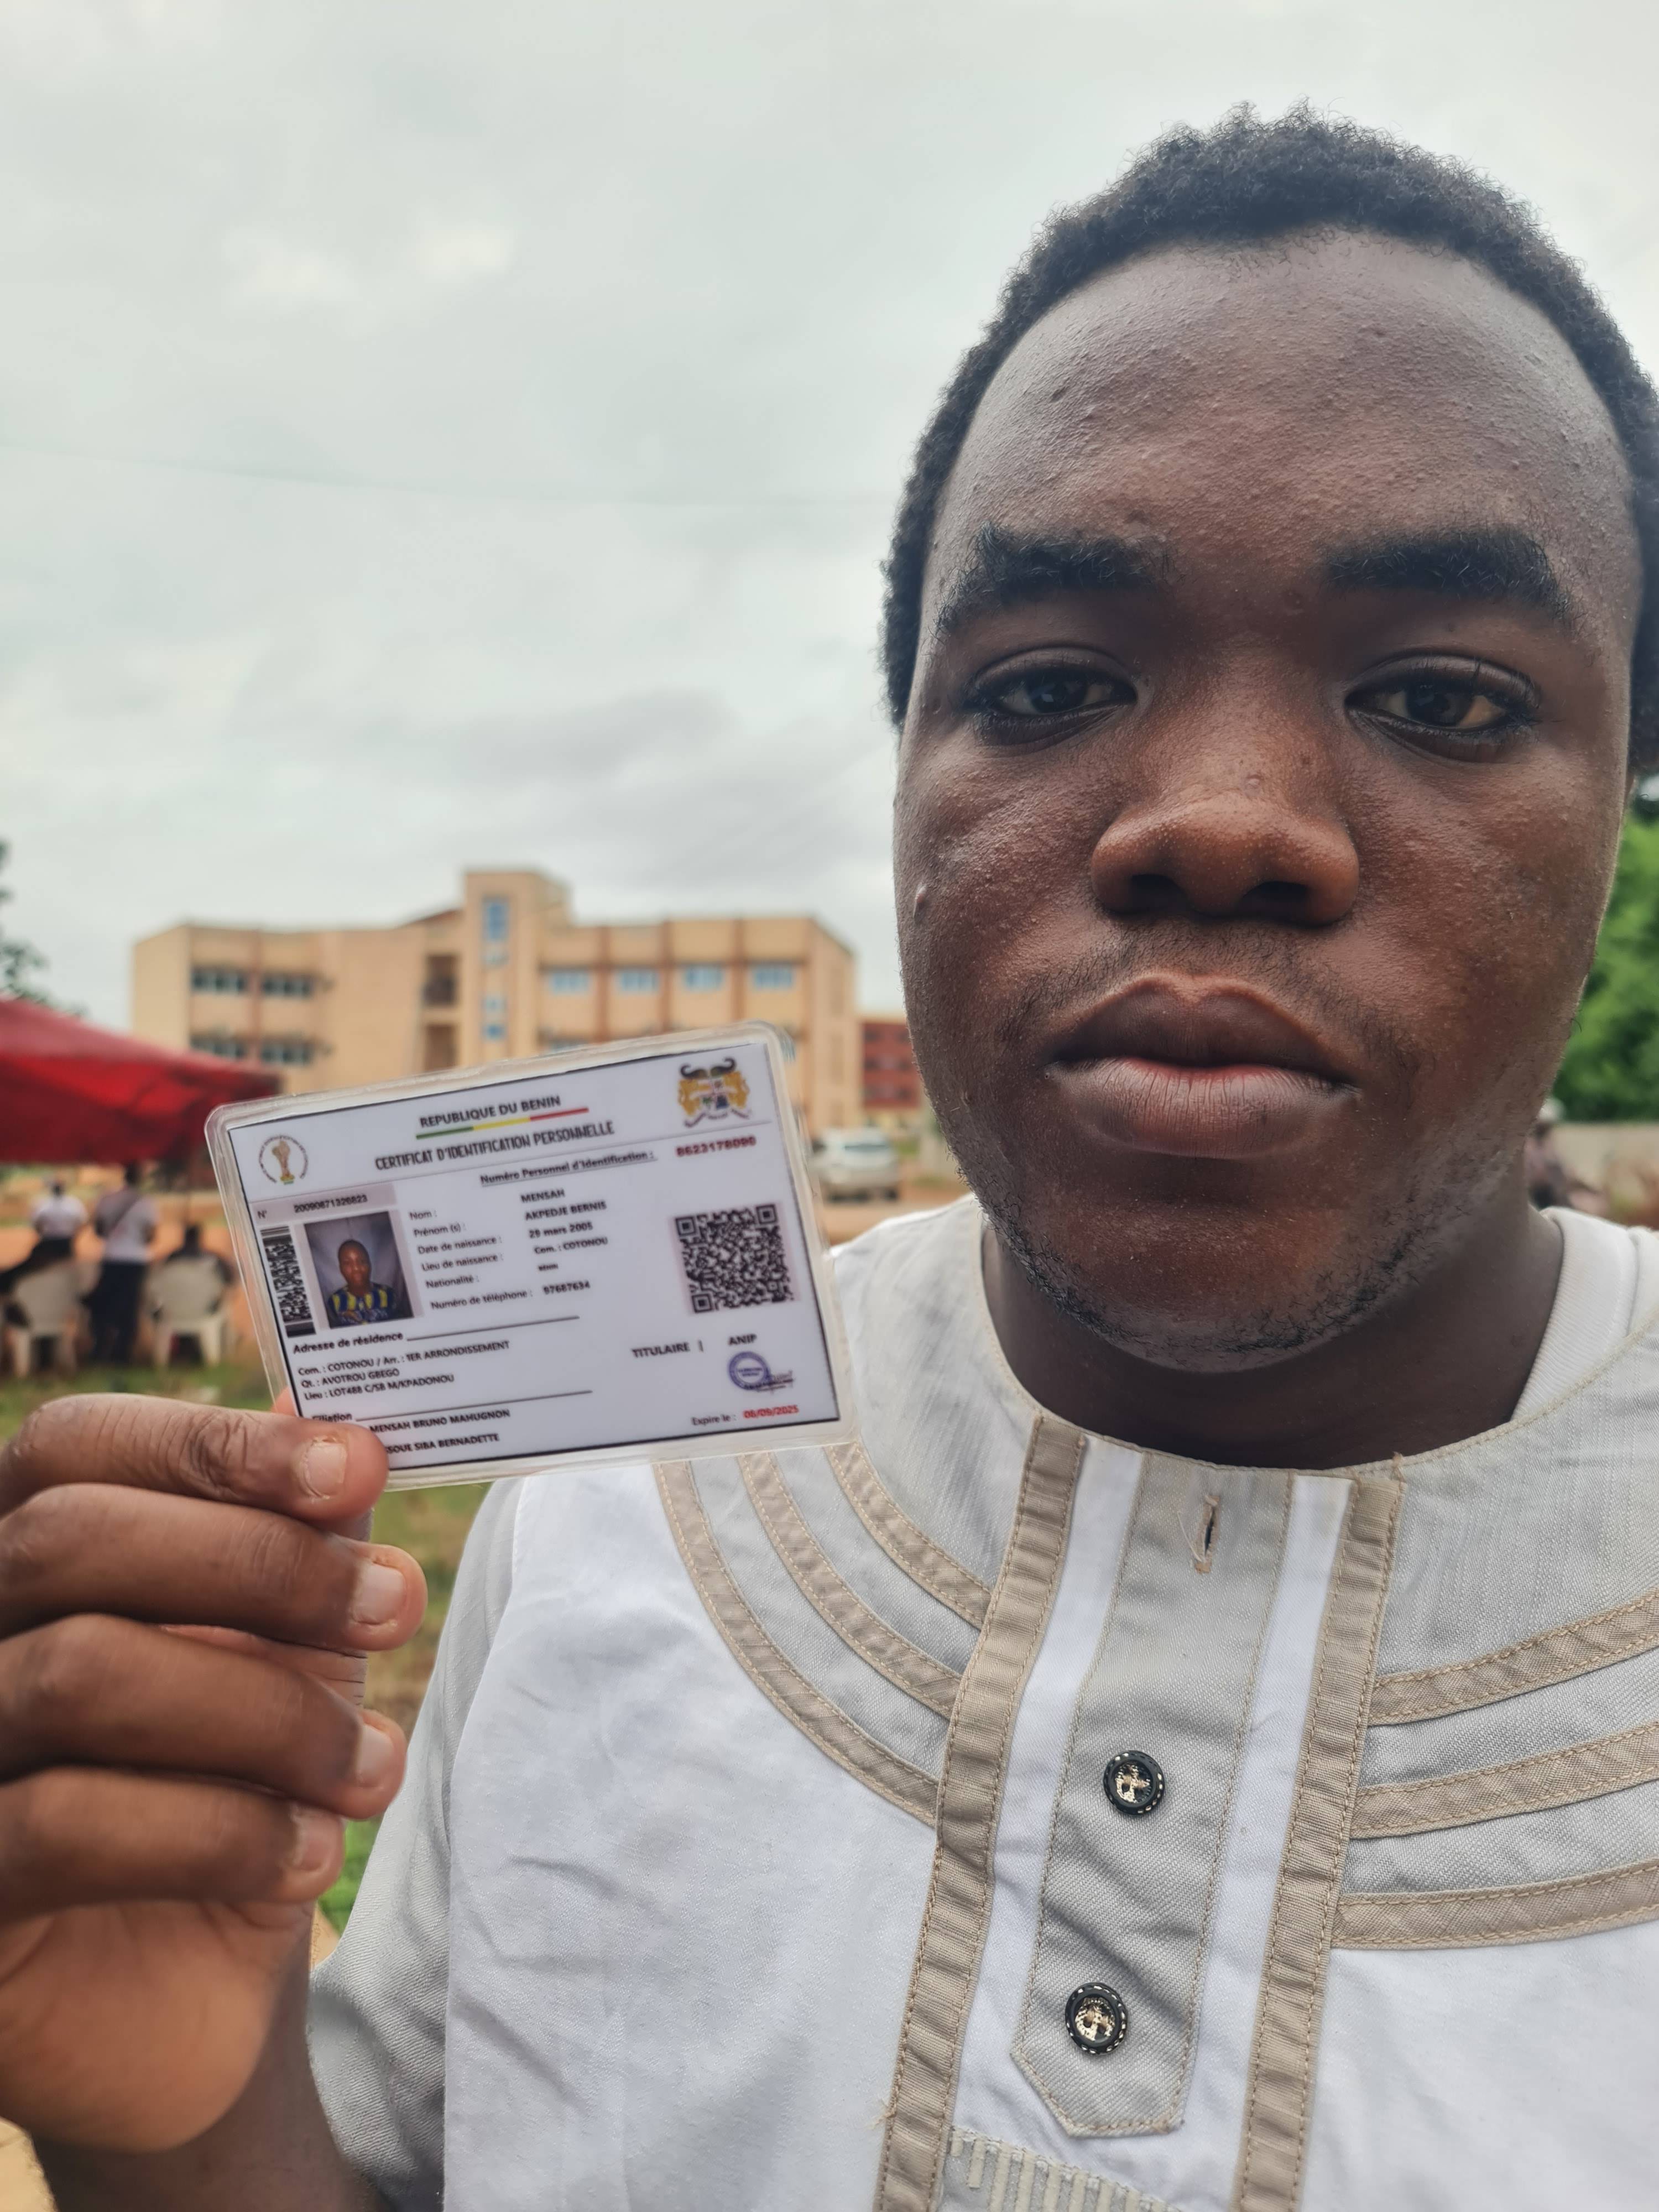 REPUBLIQUE DU BENIN
CERTIFICAT D'IDENTIFICATION PERSONNELLE
Numéro Personnel d'Identification : 8623178090
N° 20090671326823
Nom : MENSAH
Prénom (s) : AKPEDJE BERNIS
Date de naissance : 29 mars 2005
Lieu de naissance : Com. : COTONOU
Nationalité :
Numéro de téléphone : 97687634
Adresse de résidence
Com. : COTONOU / Arr. : 1ER ARRONDISSEMENT
Qt. : AVOTROU GBEGO
Lieu : LOT488 C/SB M/KPADONOU
TITULAIRE | ANIP
Filiation
MENSAH BRUNO MAHUGNON
SIBA BERNADETTE
Expire le : 08/09/2025